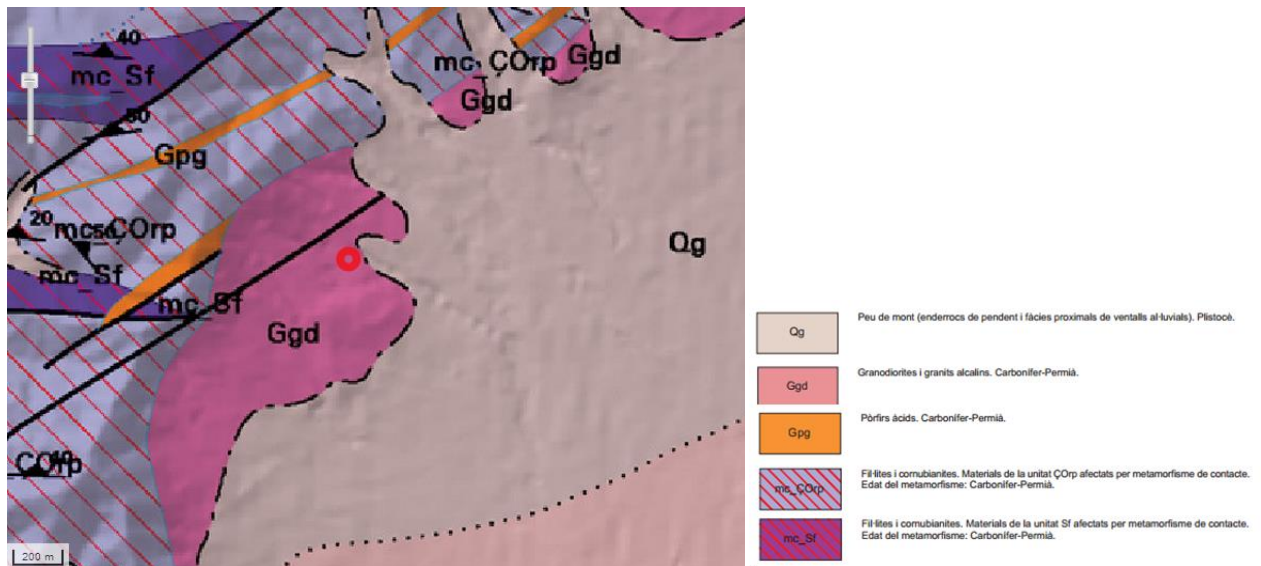 40
mc_Sf
50
Gpg
mc_ÇOrp
Ggd
Ggd
20
ÇOrp
mc_Sf
mc_Sf
Ggd
Qg
ÇOrp
200 m
Qg
Peu de mont (enderrocs de pendent i fàcies proximals de ventalls al·luvials). Plistocè.
Ggd
Granodiorites i granits alcalins. Carbonífer-Permià.
Gpg
Pòrfirs àcids. Carbonífer-Permià.
mc_ÇOrp
Fil·lites i cornubianites. Materials de la unitat ÇOrp afectats per metamorfisme de contacte.
Edat del metamorfisme: Carbonífer-Permià.
mc_Sf
Fil·lites i cornubianites. Materials de la unitat Sf afectats per metamorfisme de contacte.
Edat del metamorfisme: Carbonífer-Permià.